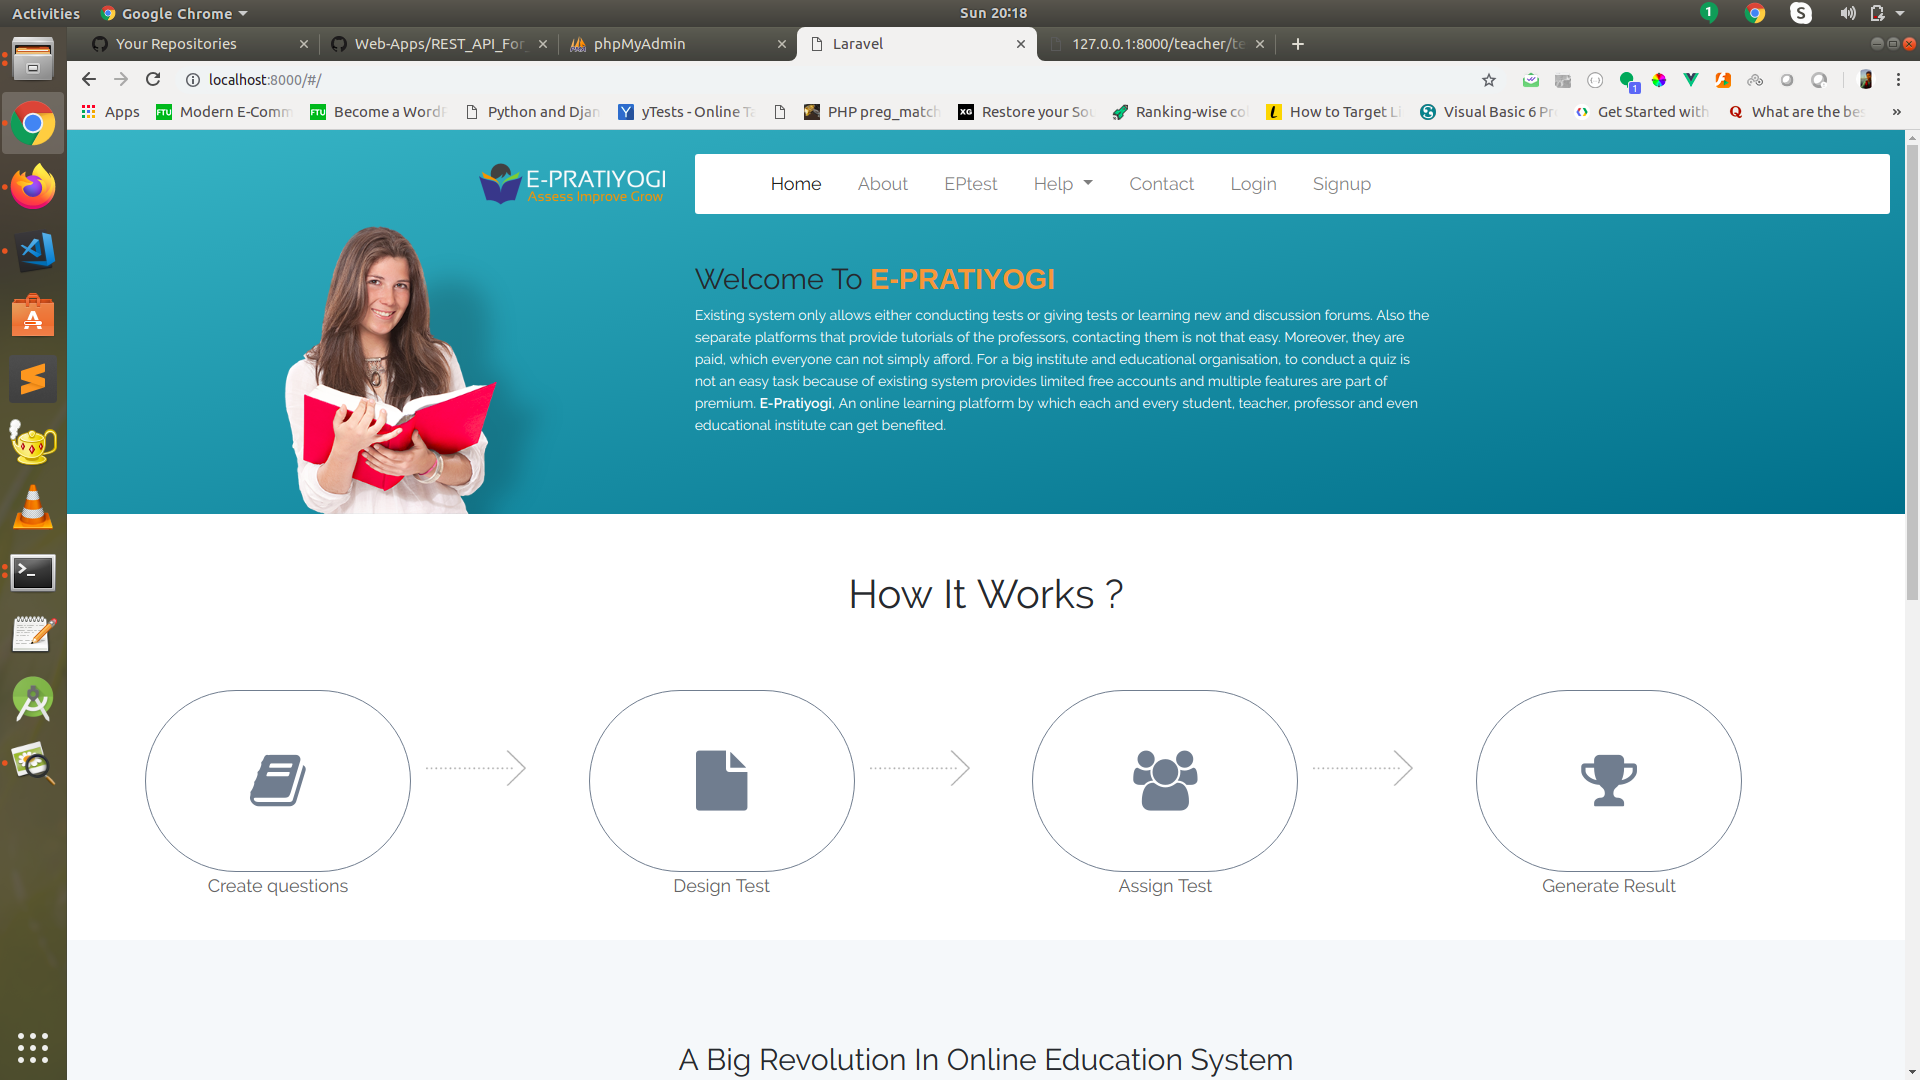 Activities
Google Chrome
Sun 20:18
1
S
Your Repositories
Web-Apps/REST_API_For_
phpMyAdmin
Laravel
127.0.0.1:8000/teacher/te
localhost:8000/#/
1
Apps
FTU Modern E-Comm
FTU Become a Word
Python and Djan
Y yTests - Online Ta
PHP preg_match
XG Restore your Sou
Ranking-wise co
L How to Target Li
Visual Basic 6 Pr
Get Started with
Q What are the bes
»
E-PRATIYOGI
Assess Improve Grow
Home
About
EPtest
Help
Contact
Login
Signup
Welcome To E-PRATIYOGI
Existing system only allows either conducting tests or giving tests or learning new and discussion forums. Also the
separate platforms that provide tutorials of the professors, contacting them is not that easy. Moreover, they are
paid, which everyone can not simply afford. For a big institute and educational organisation, to conduct a quiz is
not an easy task because of existing system provides limited free accounts and multiple features are part of
premium. E-Pratiyogi, An online learning platform by which each and every student, teacher, professor and even
educational institute can get benefited.
How It Works ?
Create questions
Design Test
Assign Test
Generate Result
A Big Revolution In Online Education System